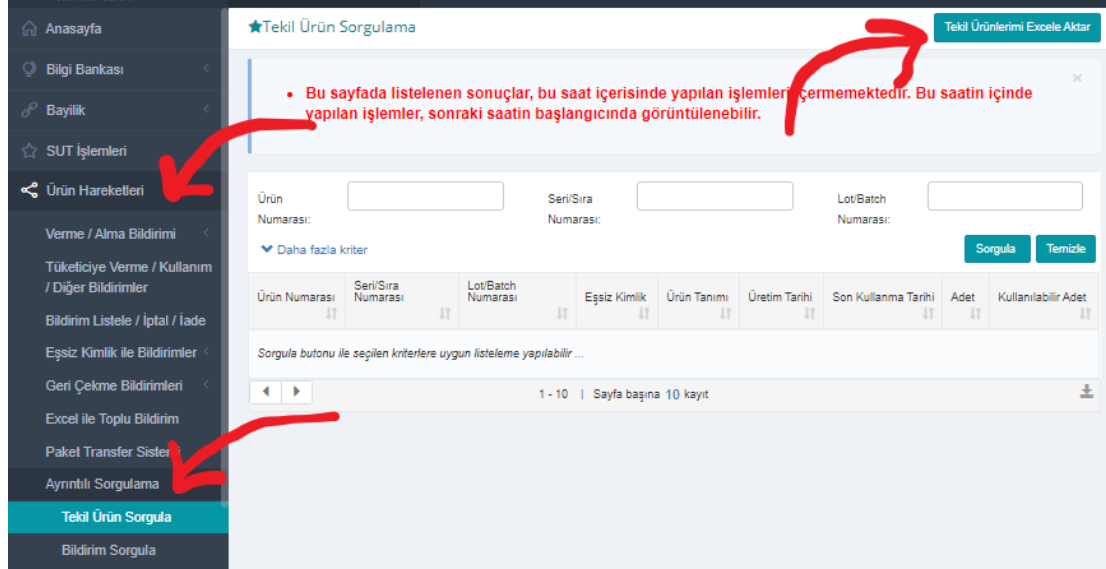 Anasayfa
Bilgi Bankası
Bayilik
SUT İşlemleri
Ürün Hareketleri
Verme / Alma Bildirimi
Tüketiciye Verme / Kullanım
/ Diğer Bildirimler
Bildirim Listele / İptal / İade
Eşsiz Kimlik ile Bildirimler
Geri Çekme Bildirimleri
Excel ile Toplu Bildirim
Paket Transfer Sistemi
Ayrıntılı Sorgulama
Tekil Ürün Sorgula
Bildirim Sorgula
Tekil Ürün Sorgulama
Tekil Ürünlerimi Excele Aktar
Bu sayfada listelenen sonuçlar, bu saat içerisinde yapılan işlemleri içermemektedir. Bu saatin içinde
yapılan işlemler, sonraki saatin başlangıcında görüntülenebilir.
Ürün
Numarası:
Seri/Sıra
Numarası:
Lot/Batch
Numarası:
Daha fazla kriter
Sorgula
Temizle
Ürün Numarası
Seri/Sıra
Numarası
Lot/Batch
Numarası
Eşsiz Kimlik
Ürün Tanımı
Üretim Tarihi
Son Kullanma Tarihi
Adet
Kullanılabilir Adet
Sorgula butonu ile seçilen kriterlere uygun listeleme yapılabilir ...
1 - 10 | Sayfa başına 10 kayıt